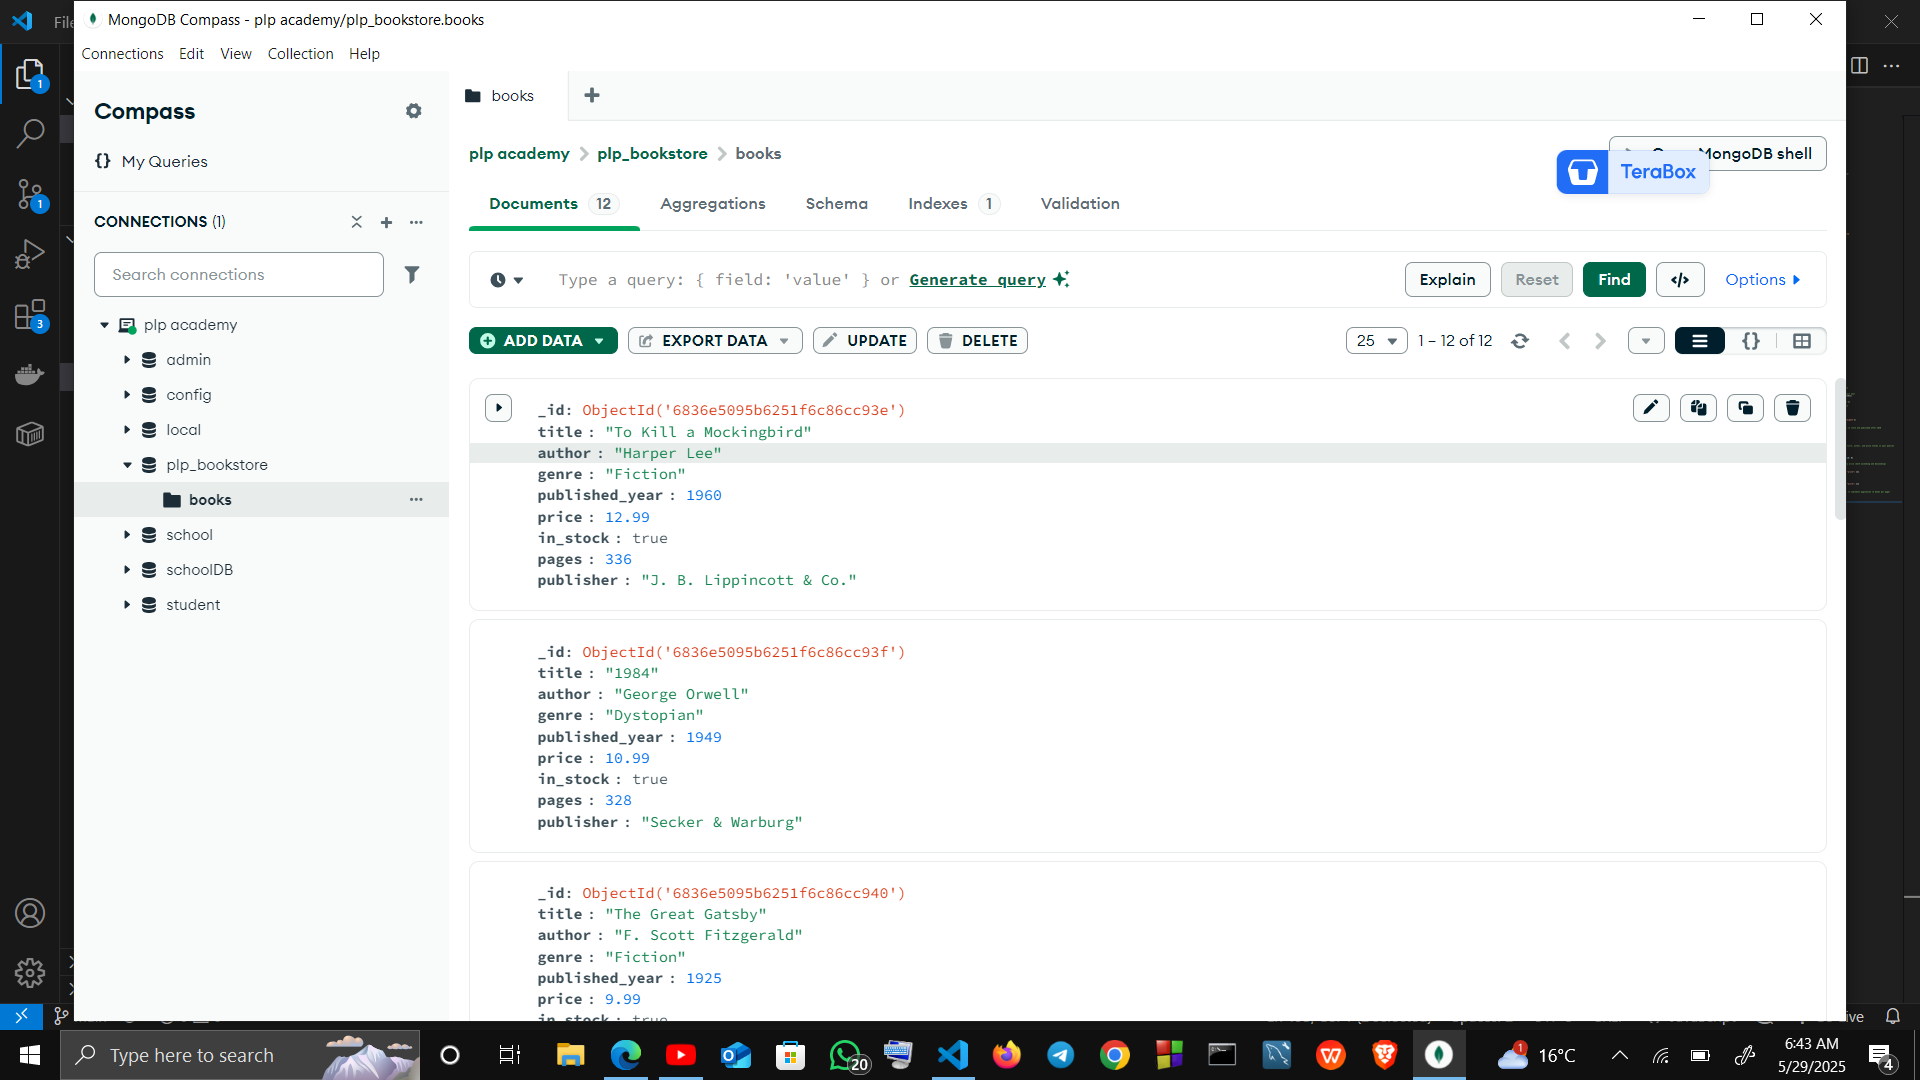 File
MongoDB Compass - plp academy/plp_bookstore.books
Connections Edit View Collection Help
Compass
My Queries
CONNECTIONS (1)
Search connections
plp academy
admin
config
local
plp_bookstore
books
school
schoolDB
student
books
plp academy > plp_bookstore > books
MongoDB shell
TeraBox
Documents 12 Aggregations Schema Indexes 1 Validation
Type a query: { field: 'value' } or Generate query
Explain Reset Find </> Options
ADD DATA EXPORT DATA UPDATE DELETE
25 1 – 12 of 12 {}
_id: ObjectId('6836e5095b6251f6c86cc93e')
title : "To Kill a Mockingbird"
author : "Harper Lee"
genre : "Fiction"
published_year : 1960
price : 12.99
in_stock : true
pages : 336
publisher : "J. B. Lippincott & Co."
_id: ObjectId('6836e5095b6251f6c86cc93f')
title : "1984"
author : "George Orwell"
genre : "Dystopian"
published_year : 1949
price : 10.99
in_stock : true
pages : 328
publisher : "Secker & Warburg"
_id: ObjectId('6836e5095b6251f6c86cc940')
title : "The Great Gatsby"
author : "F. Scott Fitzgerald"
genre : "Fiction"
published_year : 1925
price : 9.99
in_stock : true
1
1
3
Type here to search
20
1
16°C
6:43 AM
5/29/2025
4